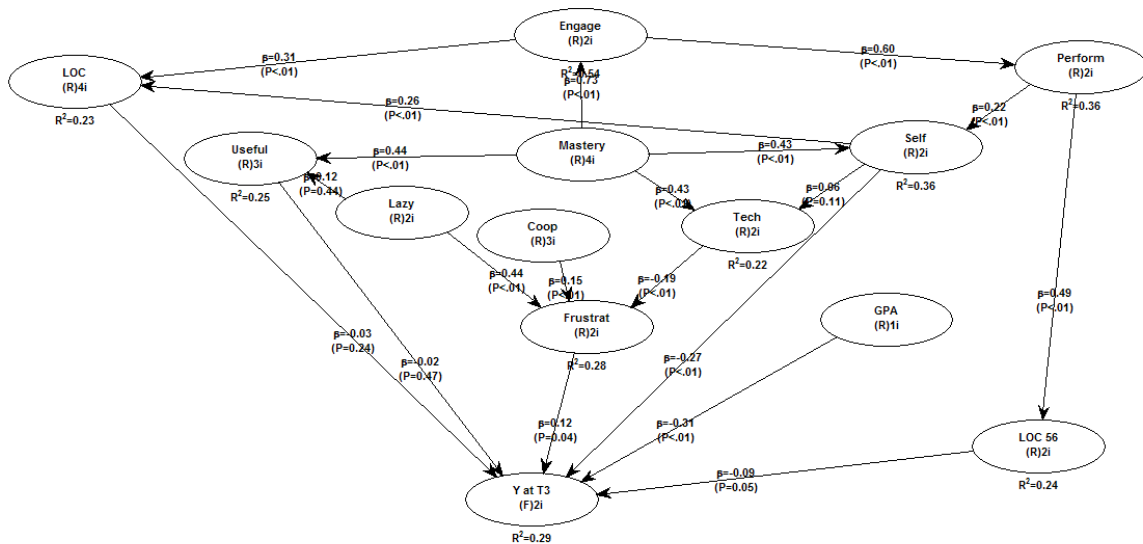 Engage
(R)2i
R²=0.54
β=0.31
(P<.01)
β=0.60
(P<.01)
LOC
(R)4i
R²=0.23
Perform
(R)2i
R²=0.36
β=0.73
(P<.01)
β=0.26
(P<.01)
β=0.22
(P<.01)
Useful
(R)3i
R²=0.25
β=0.44
(P<.01)
Mastery
(R)4i
β=0.43
(P<.01)
Self
(R)2i
R²=0.36
β=0.12
(P=0.44)
Lazy
(R)2i
β=0.43
(P<.01)
β=0.06
(P=0.11)
Coop
(R)3i
Tech
(R)2i
R²=0.22
β=0.44
(P<.01)
β=0.15
(P<.01)
β=-0.19
(P<.01)
Frustrat
(R)2i
R²=0.28
GPA
(R)1i
β=0.49
(P<.01)
β=-0.03
(P=0.24)
β=-0.02
(P=0.47)
β=-0.27
(P<.01)
β=0.12
(P=0.04)
β=-0.31
(P<.01)
LOC 56
(R)2i
R²=0.24
β=-0.09
(P=0.05)
Y at T3
(F)2i
R²=0.29